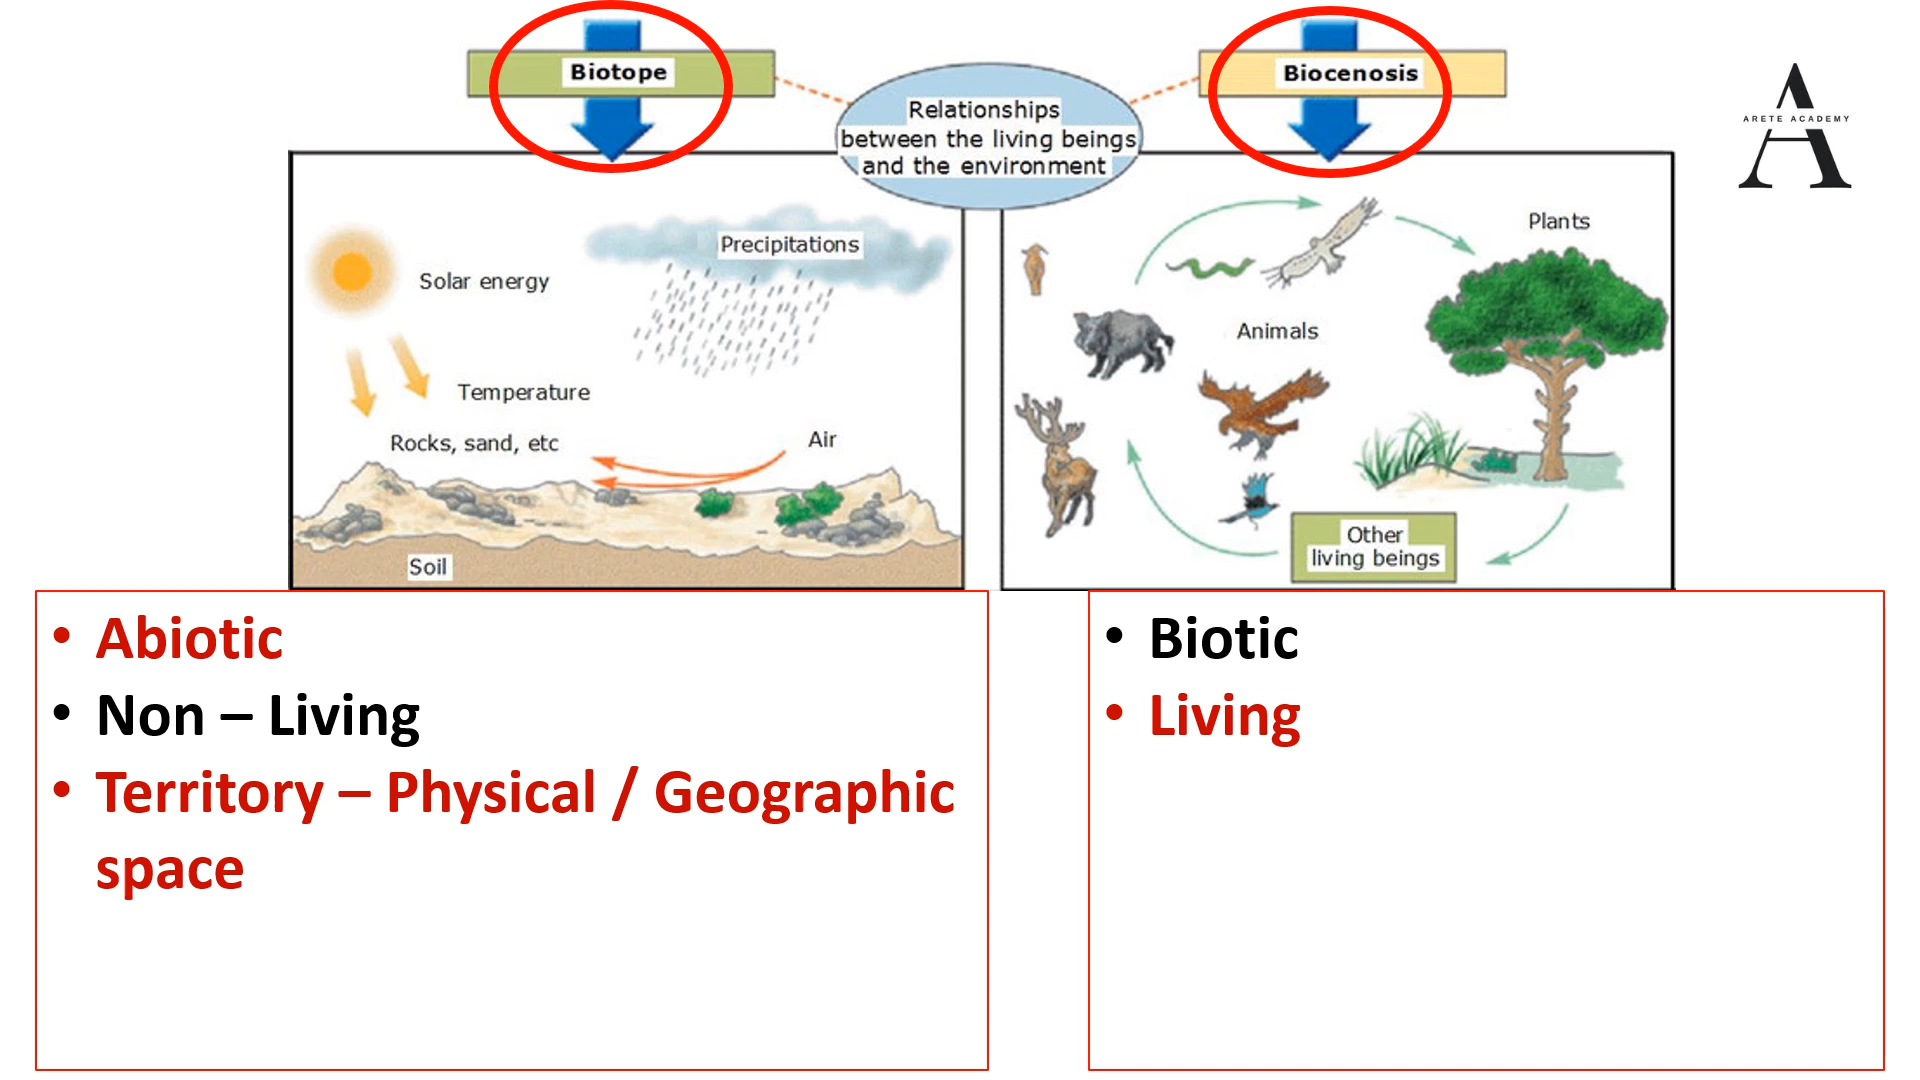 Biotope
Biocenosis
Relationships
between the living beings
and the environment
ARETE ACADEMY
Solar energy
Precipitations
Temperature
Rocks, sand, etc
Air
Soil
Plants
Animals
Other
living beings
• Abiotic
• Non – Living
• Territory – Physical / Geographic
space
• Biotic
• Living